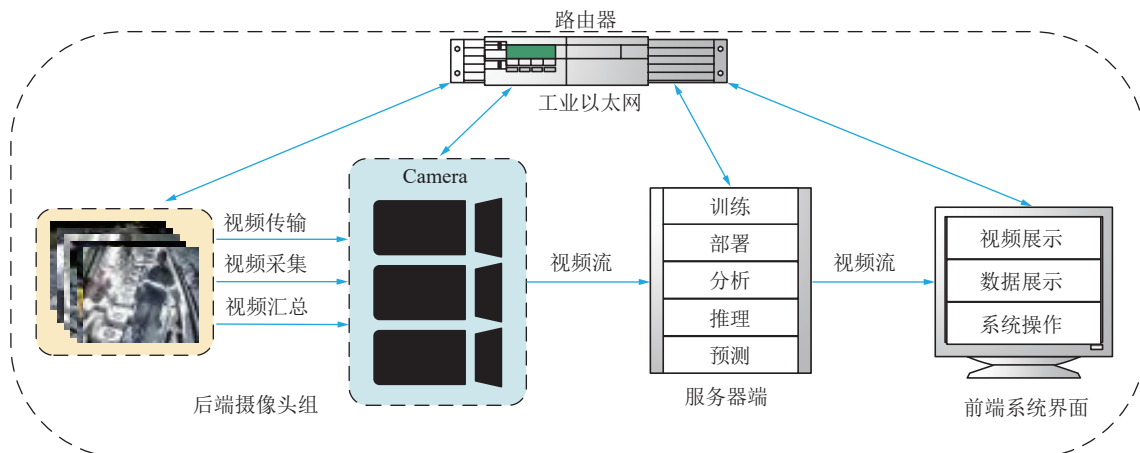 路由器
工业以太网
Camera
视频传输
视频采集
视频汇总
后端摄像头组
视频流
训练
部署
分析
推理
预测
服务器端
视频流
视频展示
数据展示
系统操作
前端系统界面